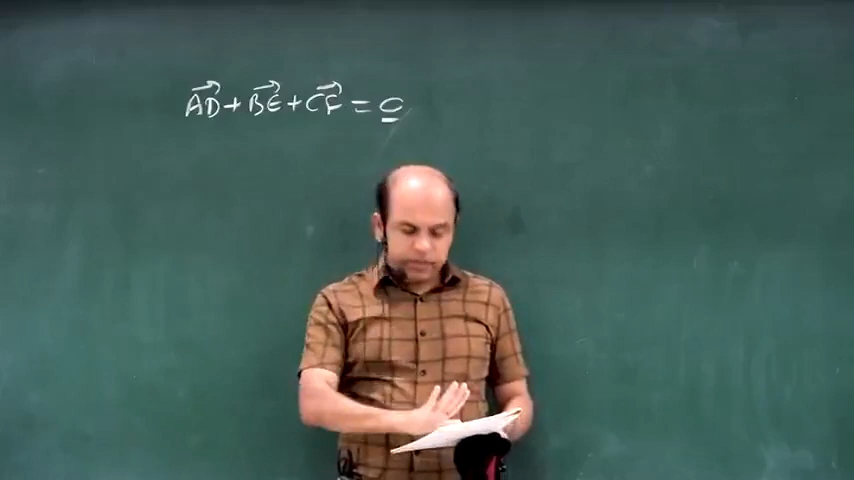 AD⃗ + BE⃗ + CF⃗ = 0